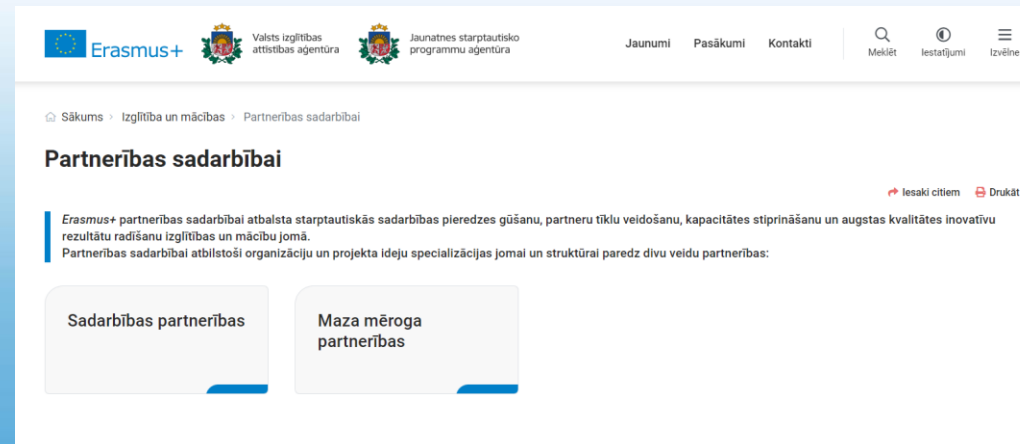 Erasmus+
Valsts izglītības
attīstības aģentūra
Jaunatnes starptautisko
programmu aģentūra
Jaunumi Pasākumi Kontakti
Meklēt Iestatījumi Izvēlne
Sākums > Izglītība un mācības > Partnerības sadarbībai
Partnerības sadarbībai
Iesaki citiem Drukāt
Erasmus+ partnerības sadarbībai atbalsta starptautiskās sadarbības pieredzes gūšanu, partneru tīklu veidošanu, kapacitātes stiprināšanu un augstas kvalitātes inovatīvu
rezultātu radīšanu izglītības un mācību jomā.
Partnerības sadarbībai atbilstoši organizāciju un projekta ideju specializācijas jomai un struktūrai paredz divu veidu partnerības:
Sadarbības partnerības
Maza mēroga
partnerības